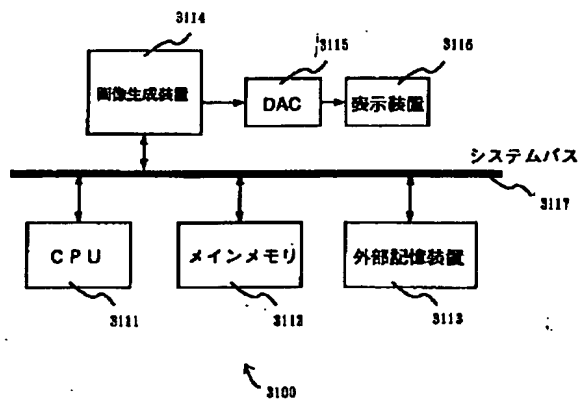 3114
3115
3116
画像生成装置
DAC
表示装置
システムバス
3117
CPU
メインメモリ
外部記憶装置
3111
3112
3113
3100